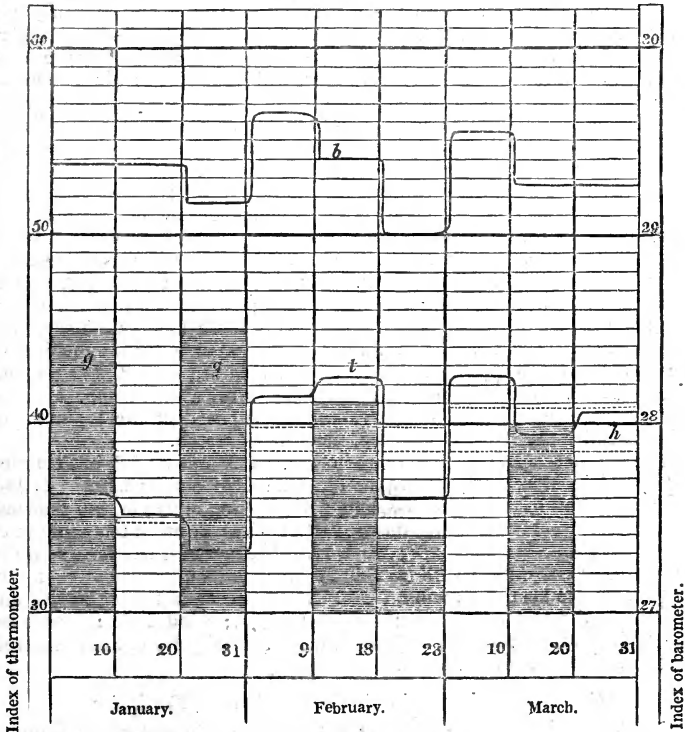 60 30
b
50 29
g g t
40 28
h
30 27
10 20 31 9 18 28 10 20 31
January. February. March.
Index of thermometer.
Index of barometer.